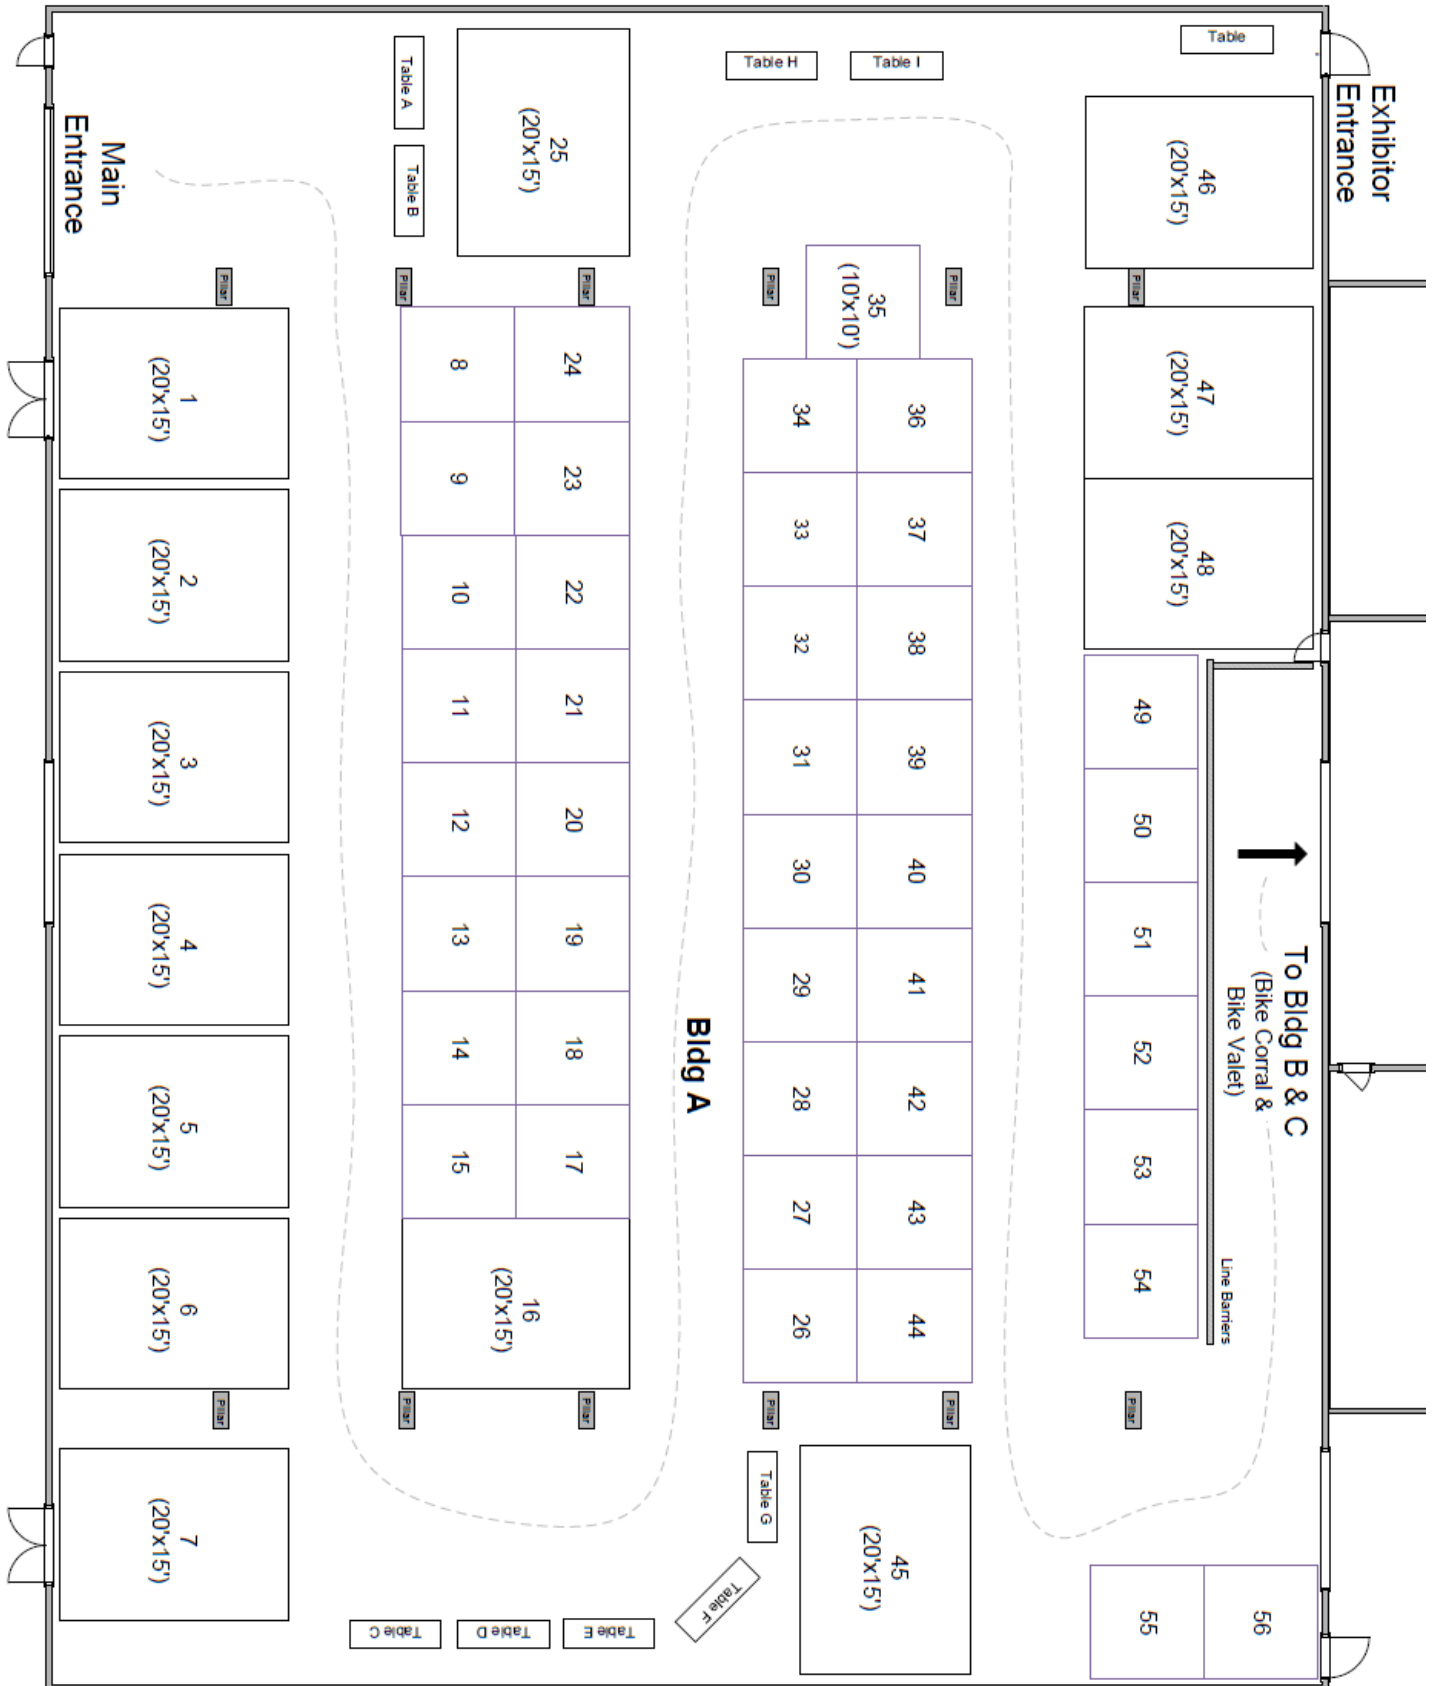 Main
Entrance
Exhibitor
Entrance
Table A
Table B
25
(20'x15')
Table H
Table I
Table
46
(20'x15')
Pillar
Pillar
Pillar
Pillar
Pillar
Pillar
1
(20'x15')
2
(20'x15')
3
(20'x15')
4
(20'x15')
5
(20'x15')
6
(20'x15')
7
(20'x15')
8
9
10
11
12
13
14
15
16
(20'x15')
24
23
22
21
20
19
18
17
Bldg A
35
(10'x10')
34
33
32
31
30
29
28
27
26
36
37
38
39
40
41
42
43
44
47
(20'x15')
48
(20'x15')
49
50
51
52
53
54
Line Barriers
To Bldg B & C
(Bike Corral &
Bike Valet)
Pillar
Pillar
Pillar
Pillar
Pillar
Pillar
Table C
Table D
Table E
Table F
Table G
45
(20'x15')
55
56